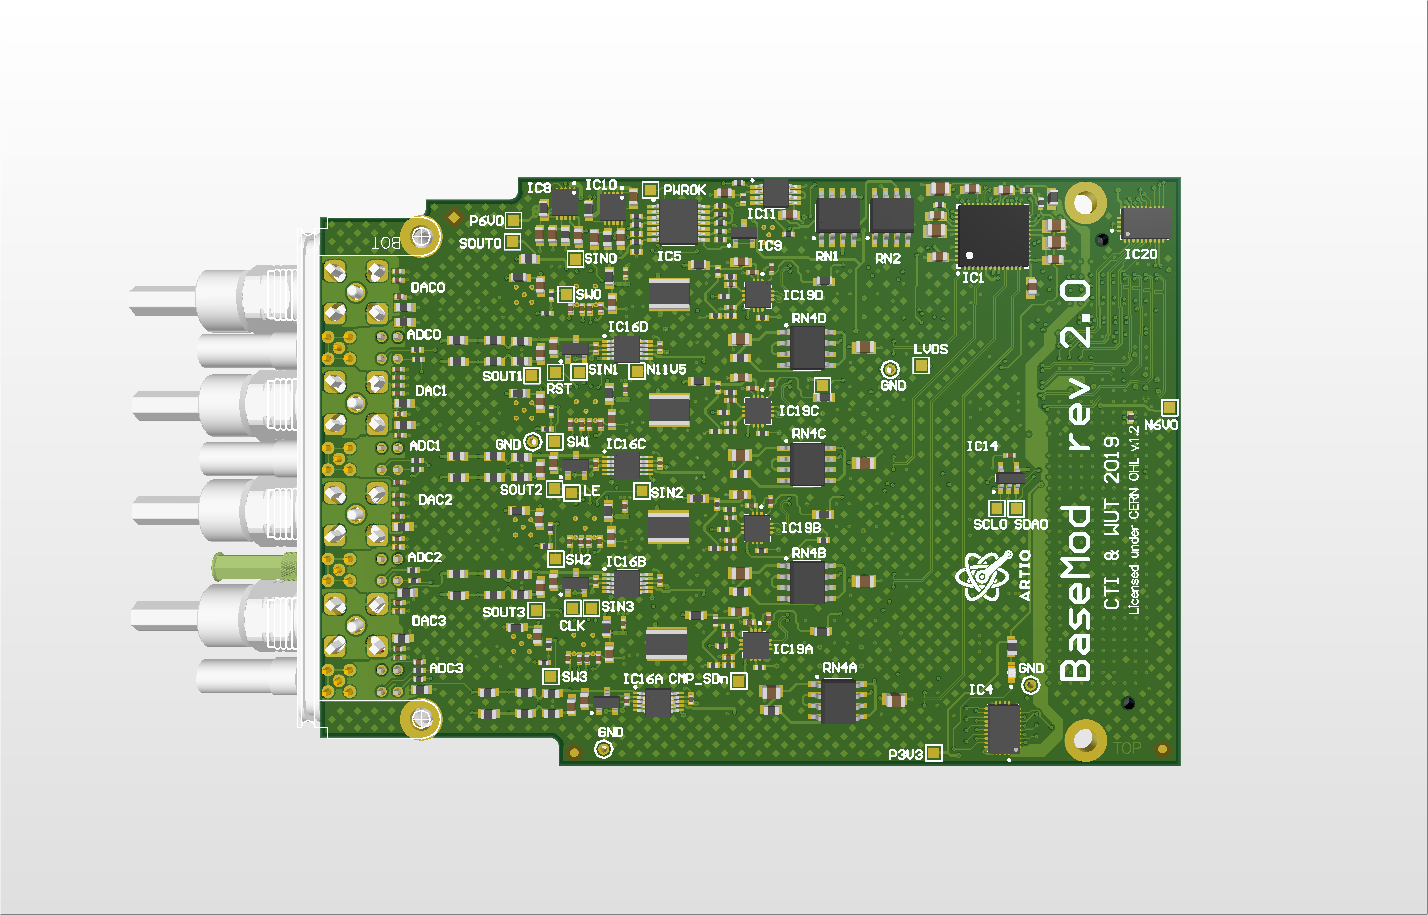 IC8
IC10
PWROK
IC11
P6V0
SOUT0
BOT
SIN0
IC5
IC9
RN1
RN2
IC1
IC20
DAC0
SW0
IC19D
RN4D
ADC0
IC16D
LVDS
SOUT1
RST
SIN1
N11V5
GND
DAC1
IC19C
RN4C
N6V0
GND
SW1
IC16C
ADC1
IC14
SOUT2
LE
SIN2
DAC2
SCL0
SDA0
IC19B
RN4B
ADC2
SW2
IC16B
SOUT3
CLK
SIN3
DAC3
IC19A
RN4A
ADC3
SW3
IC16A
CMP_SDn
GND
IC4
GND
P3V3
TOP
ARTIQ
BaseMod rev 2.0
CTI & WUT 2019
Licensed under CERN OHL v.1.2